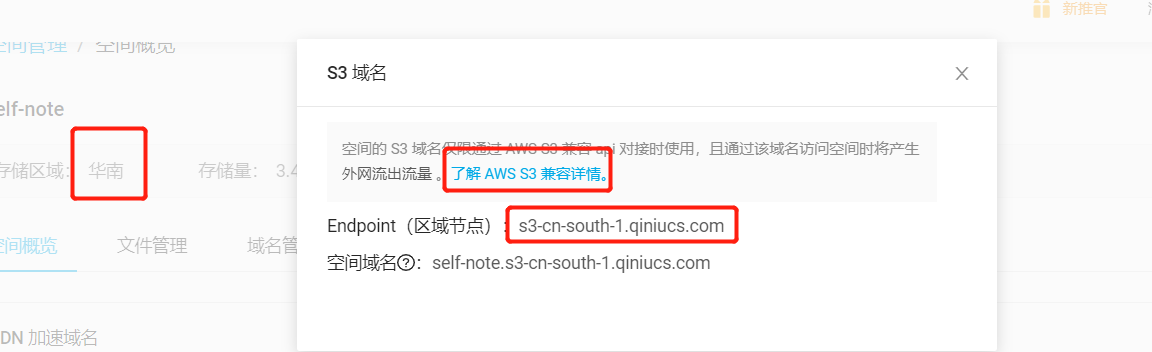 新推官
空间管理 / 空间概览
S3 域名
elf-note
空间的 S3 域名仅限通过 AWS S3 兼容 api 对接时使用，且通过该域名访问空间时将产生
外网流出流量 。了解 AWS S3 兼容详情。
存储区域： 华南 存储量： 3.4
Endpoint（区域节点）： s3-cn-south-1.qiniucs.com
空间概览 文件管理 域名管
空间域名?： self-note.s3-cn-south-1.qiniucs.com
DN 加速域名